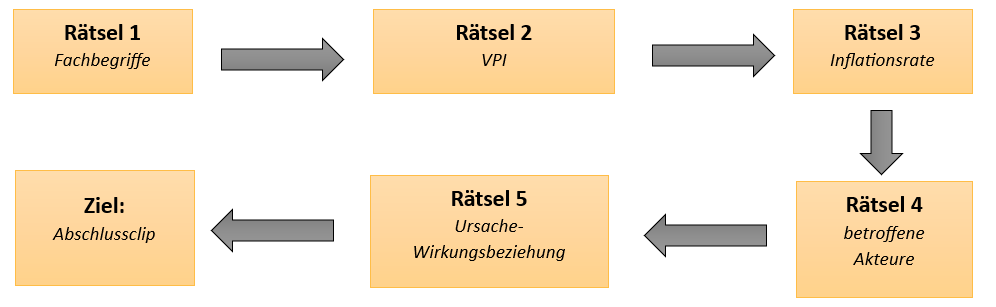 Rätsel 1
Fachbegriffe
Rätsel 2
VPI
Rätsel 3
Inflationsrate
Rätsel 4
betroffene
Akteure
Rätsel 5
Ursache-
Wirkungsbeziehung
Ziel:
Abschlussclip